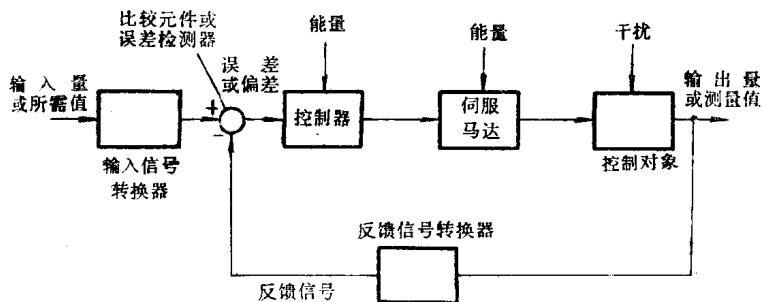 比较元件或
误差检测器
能量
能量
干扰
输入量
或所需值
误差
或偏差
输出量
或测量值
+
−
控制器
伺服
马达
输入信号
转换器
控制对象
反馈信号转换器
反馈信号